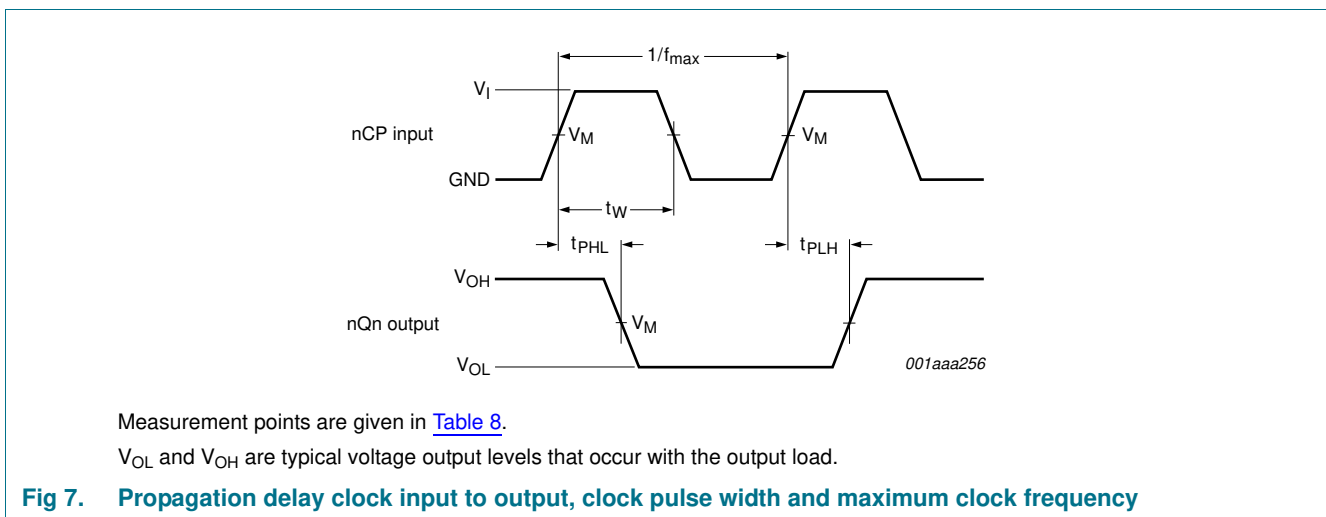 1/fmax
VI
nCP input
VM
VM
GND
tW
tPHL
tPLH
VOH
nQn output
VM
VOL
001aaa256
Measurement points are given in Table 8.
VOL and VOH are typical voltage output levels that occur with the output load.
Fig 7. Propagation delay clock input to output, clock pulse width and maximum clock frequency